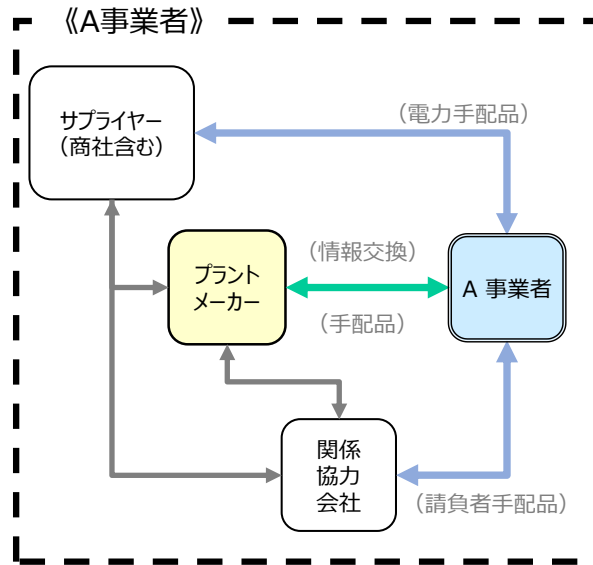 《A事業者》
サプライヤー
（商社含む）
（電力手配品）
プラント
メーカー
（情報交換）
（手配品）
A 事業者
関係
協力
会社
（請負者手配品）